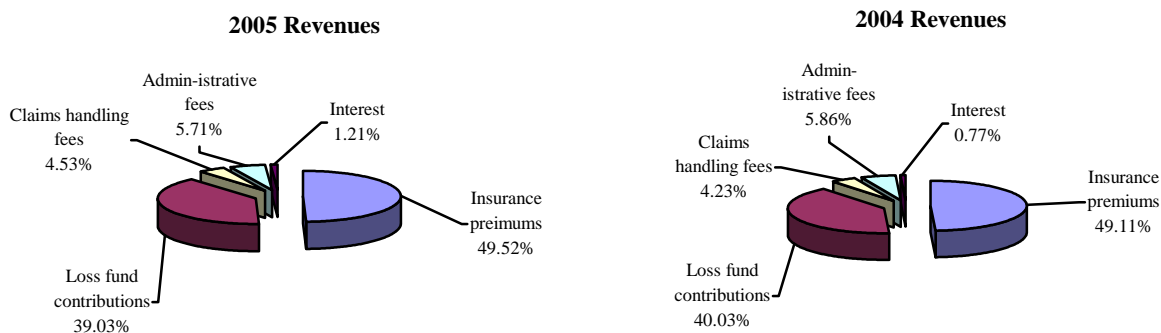 2005 Revenues
Admin-istrative
fees
5.71%
Interest
1.21%
Claims handling
fees
4.53%
Insurance
preimums
49.52%
Loss fund
contributions
39.03%
2004 Revenues
Admin-
istrative fees
5.86%
Interest
0.77%
Claims
handling fees
4.23%
Insurance
premiums
49.11%
Loss fund
contributions
40.03%